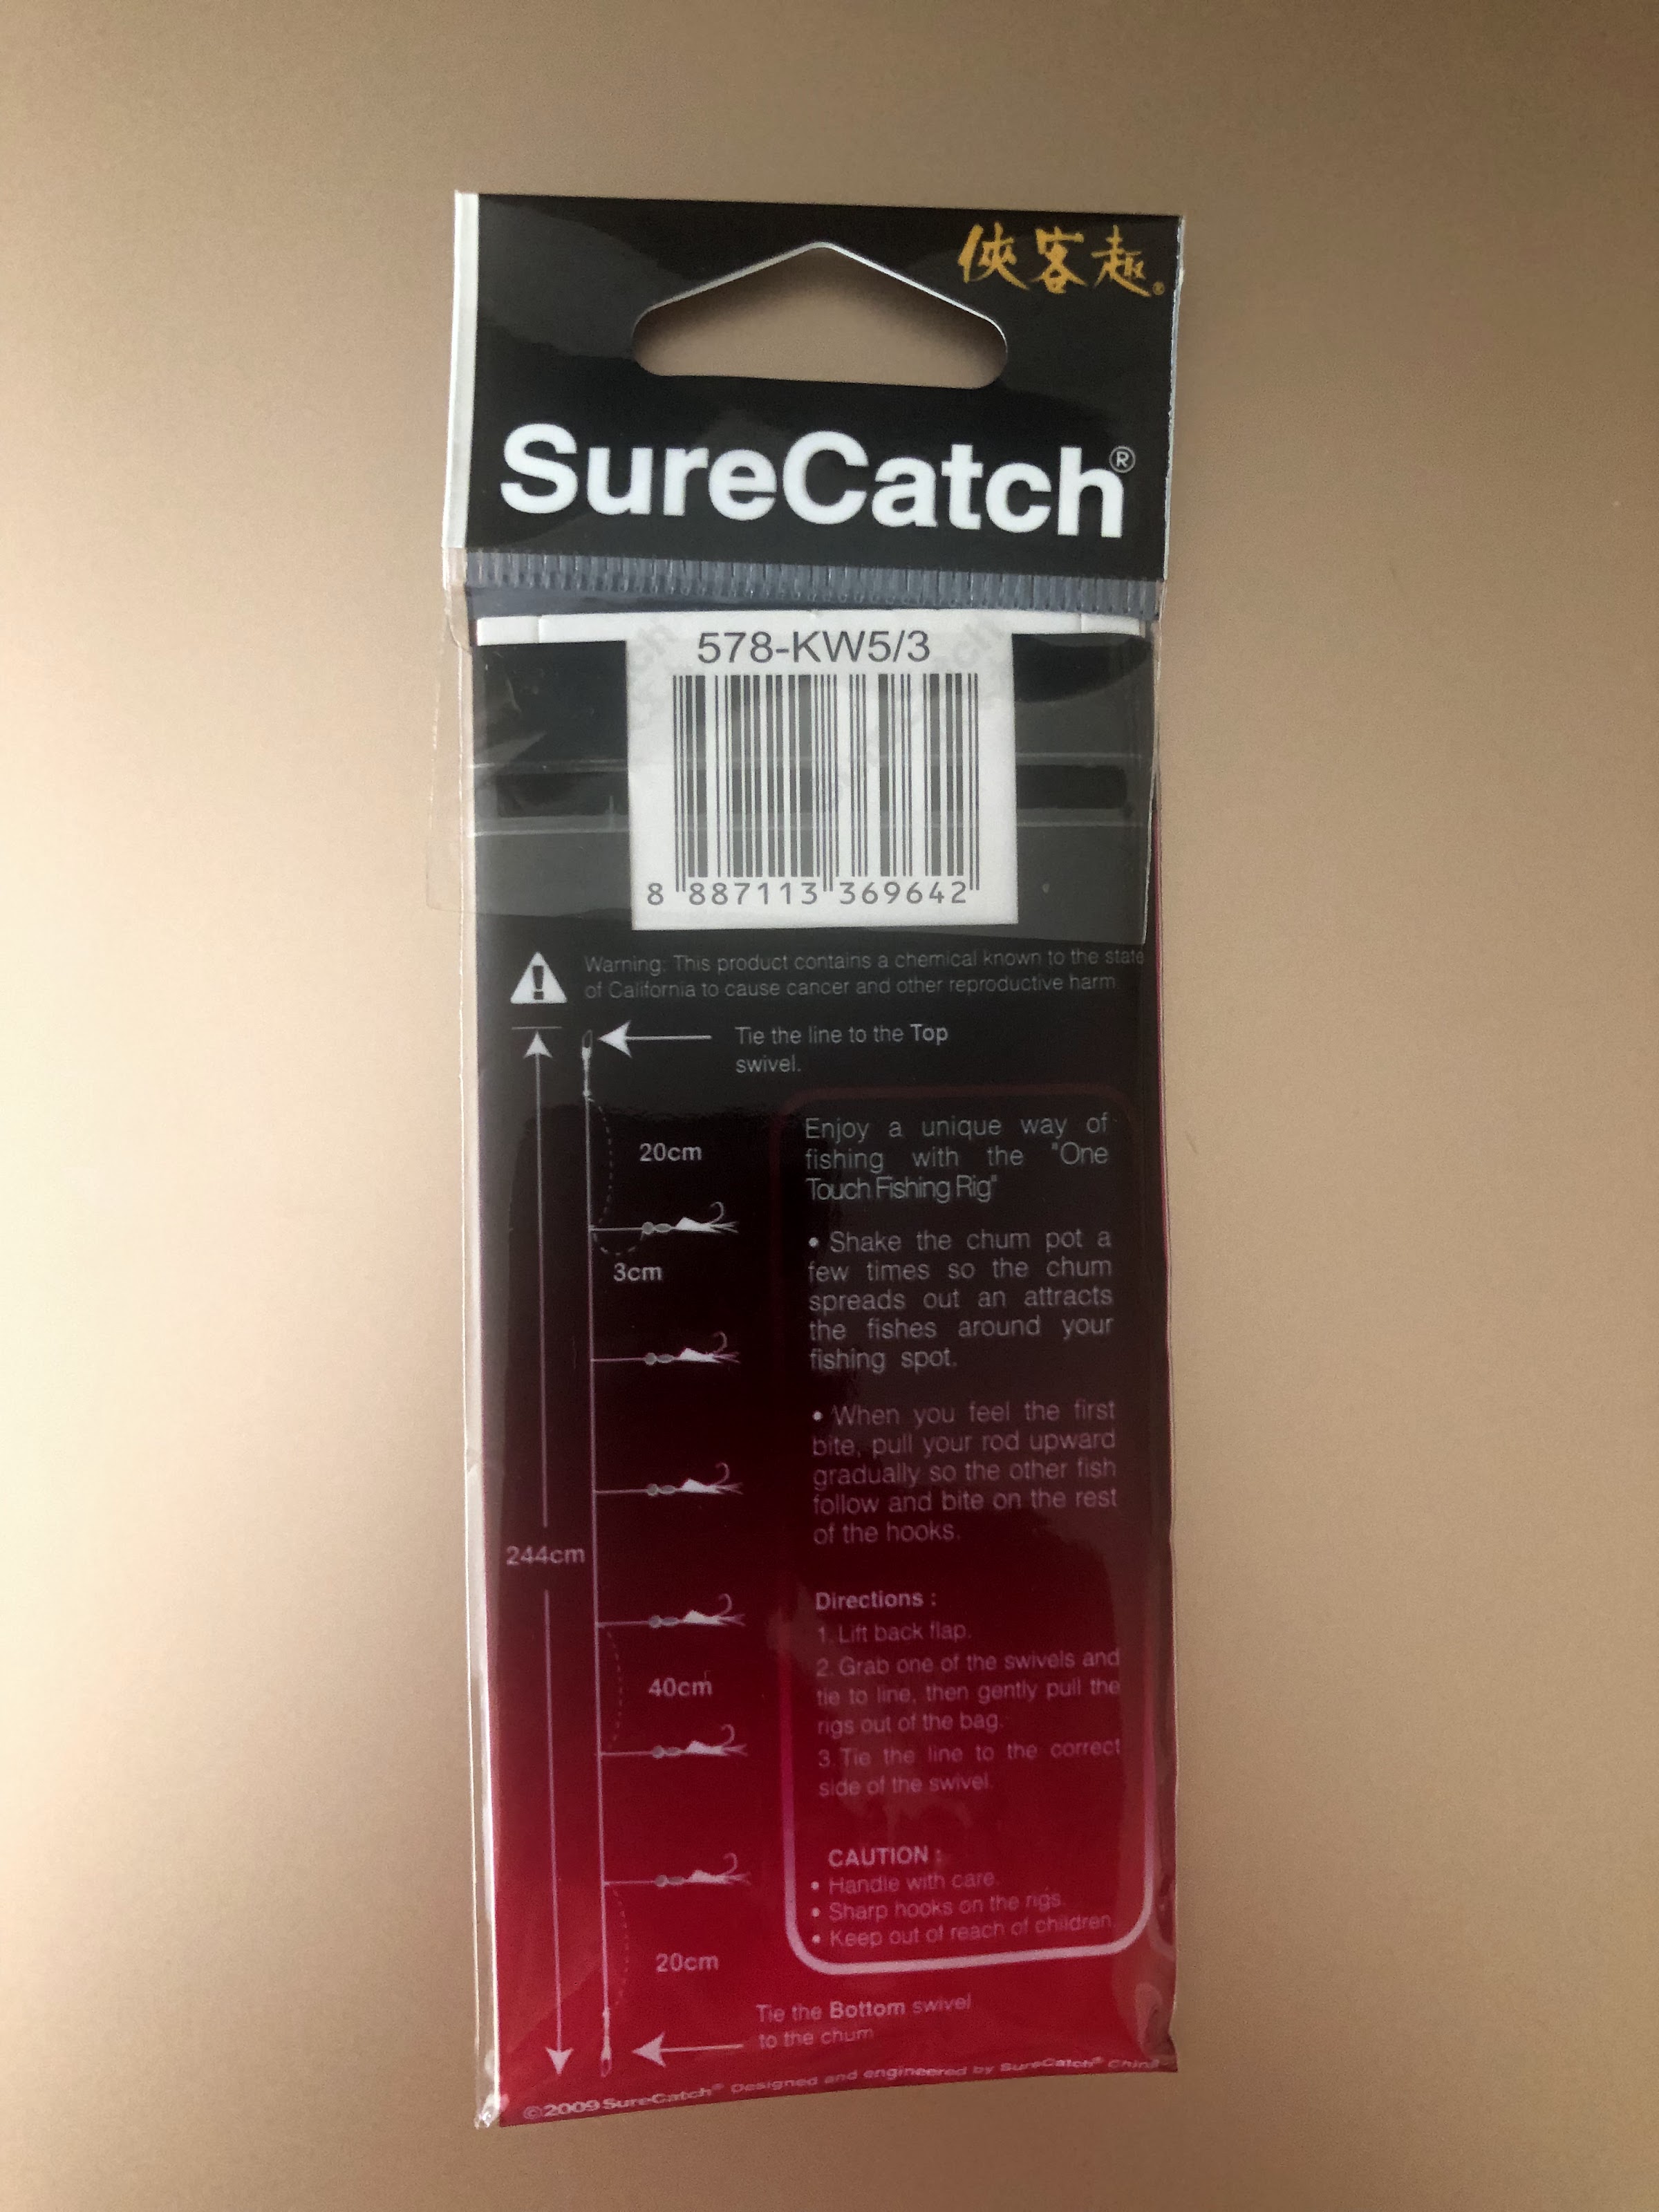 俠客趣®
SureCatch®
578-KW5/3
8 887113 369642
Warning: This product contains a chemical known to the state
of California to cause cancer and other reproductive harm
Tie the line to the Top
swivel.
20cm
3cm
244cm
40cm
20cm
Enjoy a unique way of
fishing with the "One
Touch Fishing Rig"
• Shake the chum pot a
few times so the chum
spreads out an attracts
the fishes around your
fishing spot.
• When you feel the first
bite, pull your rod upward
gradually so the other fish
follow and bite on the rest
of the hooks.
Directions :
1. Lift back flap.
2. Grab one of the swivels and
tie to line, then gently pull the
rigs out of the bag.
3. Tie the line to the correct
side of the swivel.
CAUTION :
• Handle with care.
• Sharp hooks on the rigs.
• Keep out of reach of children.
Tie the Bottom swivel
to the chum
©2009 SureCatch® Designed and engineered by SureCatch® China